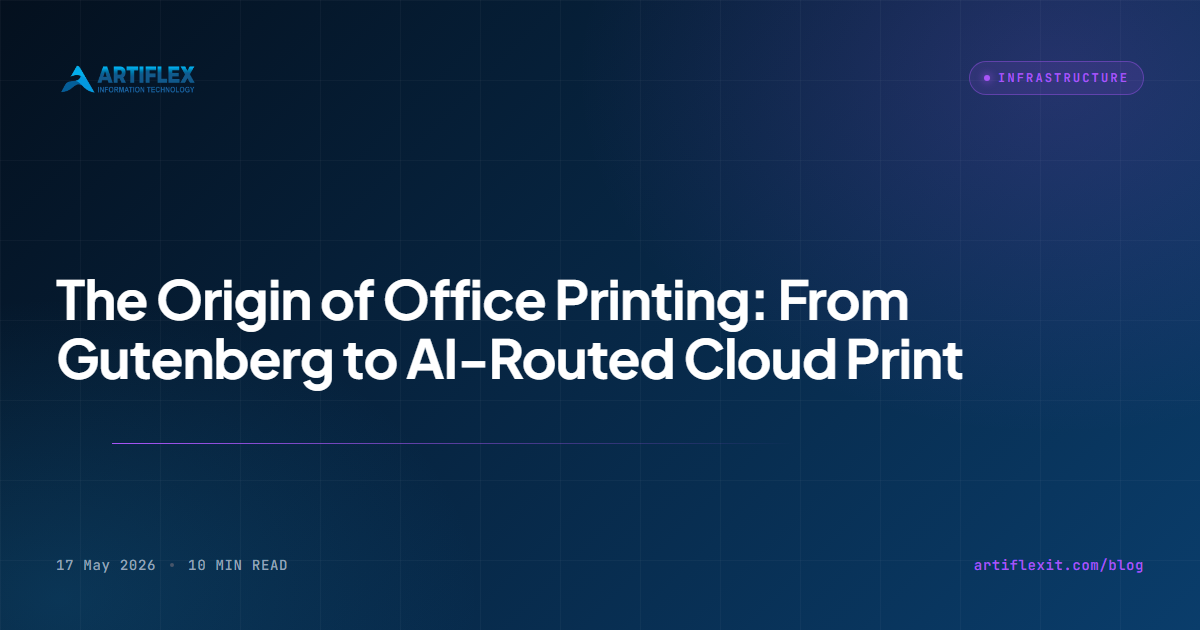 ARTIFLEX
INFORMATION TECHNOLOGY
INFRASTRUCTURE
The Origin of Office Printing: From
Gutenberg to AI-Routed Cloud Print
17 May 2026 • 10 MIN READ
artiflexit.com/blog